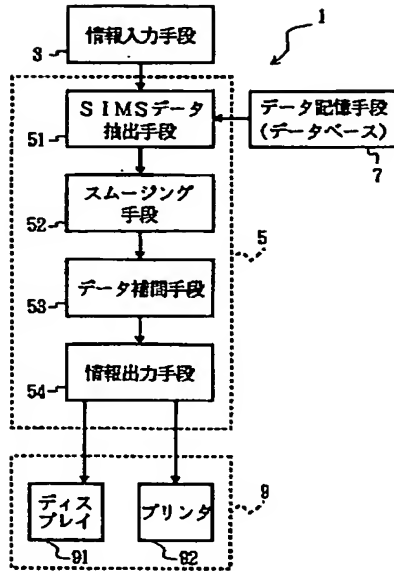 1
情報入力手段
3
SIMSデータ
抽出手段
51
データ記憶手段
(データベース)
7
スムージング
手段
52
5
データ補間手段
53
情報出力手段
54
9
ディス
プレイ
91
プリンタ
92